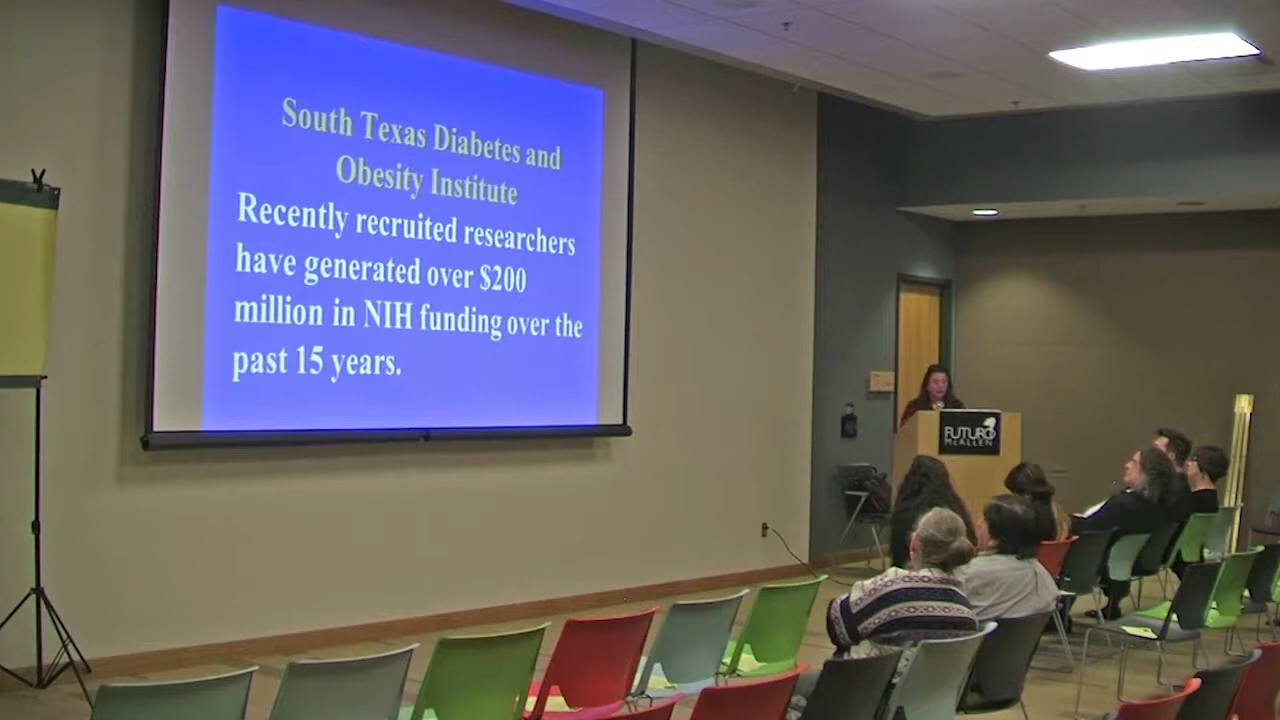 South Texas Diabetes and
Obesity Institute
Recently recruited researchers
have generated over $200
million in NIH funding over the
past 15 years.
FUTURO
McALLEN